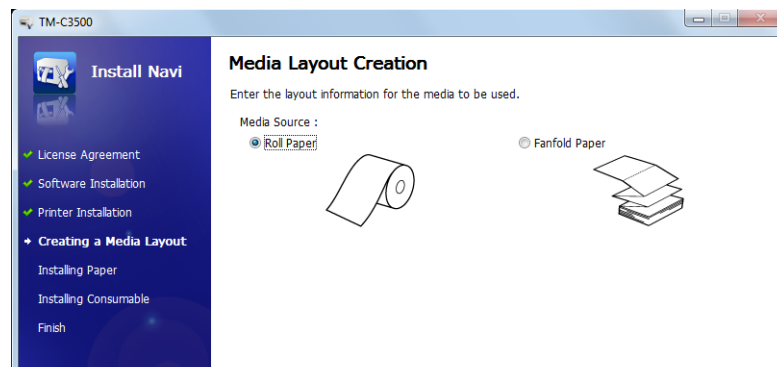 TM-C3500
Install Navi
License Agreement
Software Installation
Printer Installation
Creating a Media Layout
Installing Paper
Installing Consumable
Finish
Media Layout Creation
Enter the layout information for the media to be used.
Media Source :
Roll Paper
Fanfold Paper